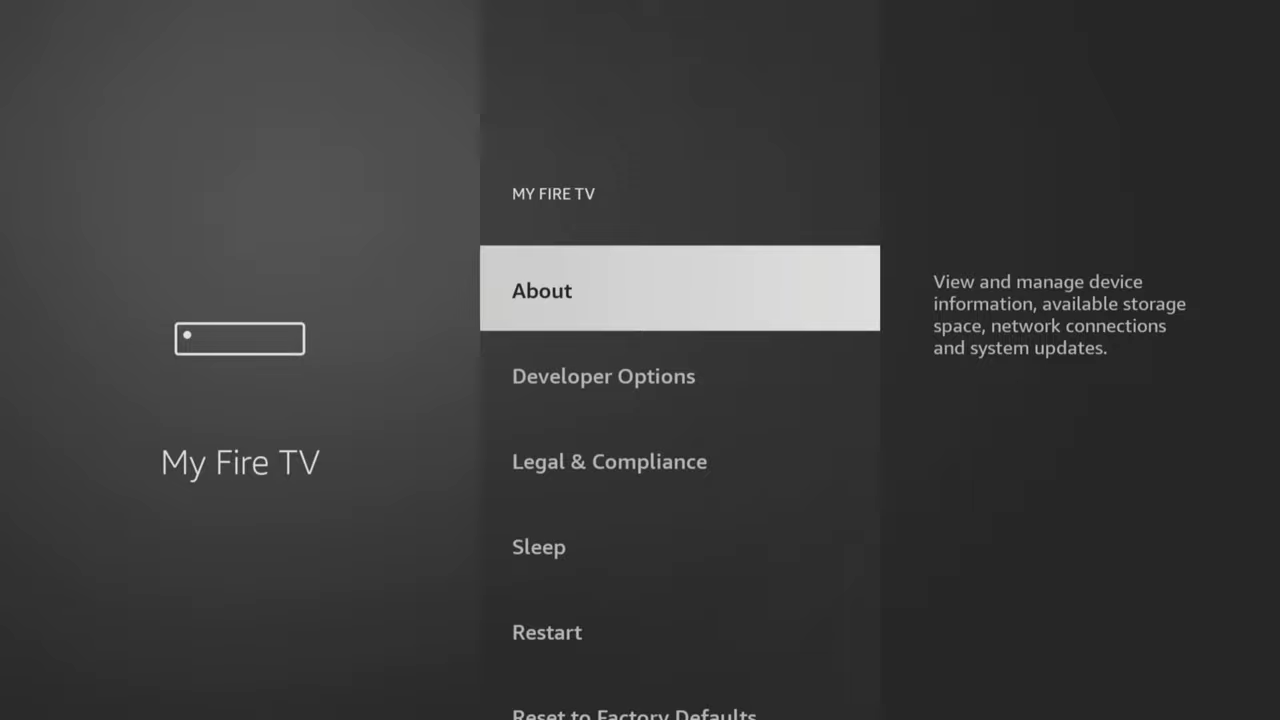 MY FIRE TV
About
Developer Options
Legal & Compliance
Sleep
Restart
Reset to Factory Defaults
My Fire TV
View and manage device
information, available storage
space, network connections
and system updates.